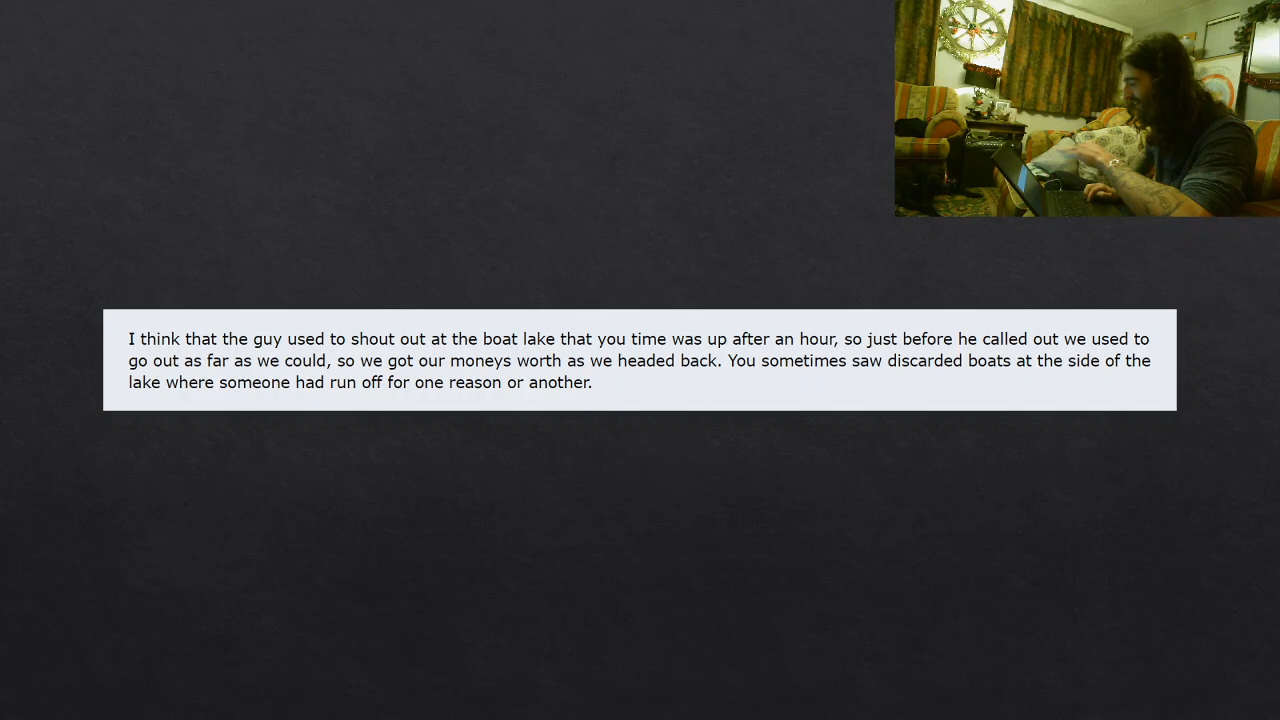 I think that the guy used to shout out at the boat lake that you time was up after an hour, so just before he called out we used to
go out as far as we could, so we got our moneys worth as we headed back. You sometimes saw discarded boats at the side of the
lake where someone had run off for one reason or another.